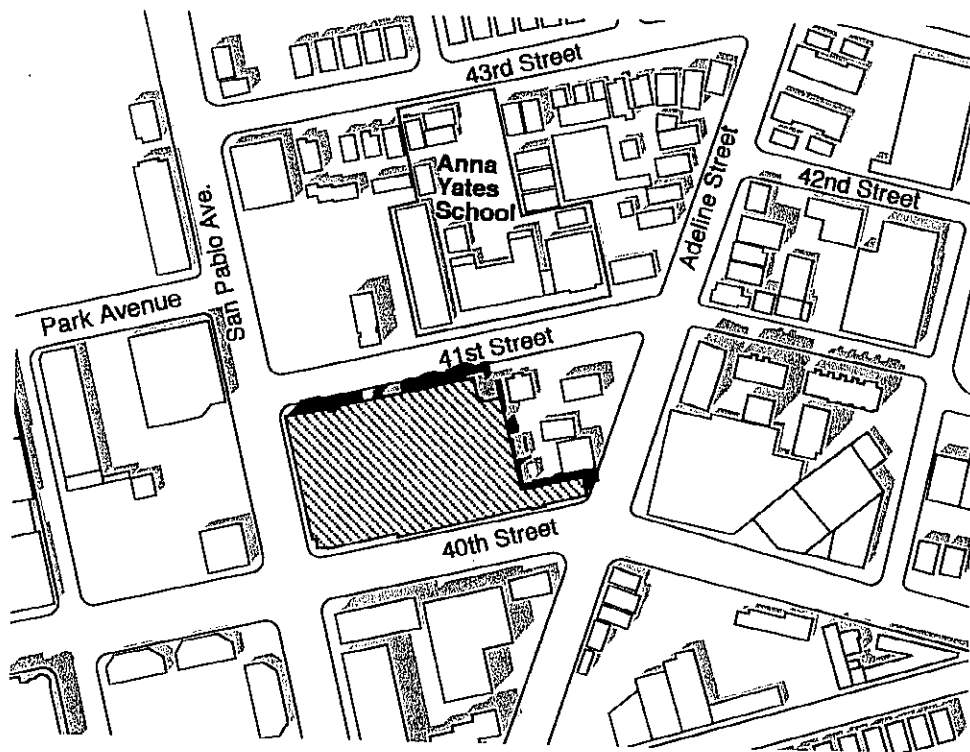 43rd Street
Anna
Yates
School
42nd Street
Adeline Street
San Pablo Ave.
Park Avenue
41st Street
40th Street